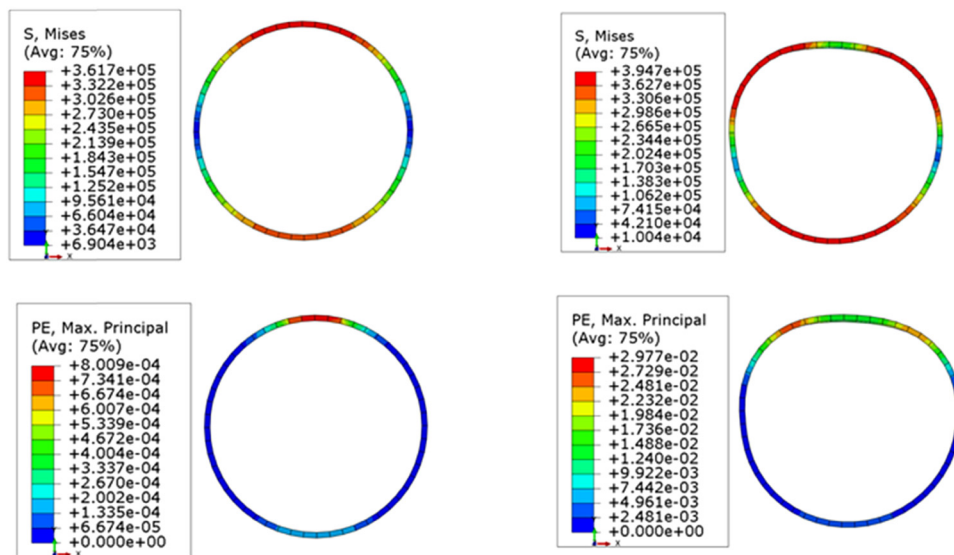 S, Mises
(Avg: 75%)
+3.617e+05
+3.322e+05
+3.026e+05
+2.730e+05
+2.435e+05
+2.139e+05
+1.843e+05
+1.547e+05
+1.252e+05
+9.561e+04
+6.604e+04
+3.647e+04
+6.904e+03
x
S, Mises
(Avg: 75%)
+3.947e+05
+3.627e+05
+3.306e+05
+2.986e+05
+2.665e+05
+2.344e+05
+2.024e+05
+1.703e+05
+1.383e+05
+1.062e+05
+7.415e+04
+4.210e+04
+1.004e+04
x
PE, Max. Principal
(Avg: 75%)
+8.009e-04
+7.341e-04
+6.674e-04
+6.007e-04
+5.339e-04
+4.672e-04
+4.004e-04
+3.337e-04
+2.670e-04
+2.002e-04
+1.335e-04
+6.674e-05
+0.000e+00
x
PE, Max. Principal
(Avg: 75%)
+2.977e-02
+2.729e-02
+2.481e-02
+2.232e-02
+1.984e-02
+1.736e-02
+1.488e-02
+1.240e-02
+9.922e-03
+7.442e-03
+4.961e-03
+2.481e-03
+0.000e+00
x